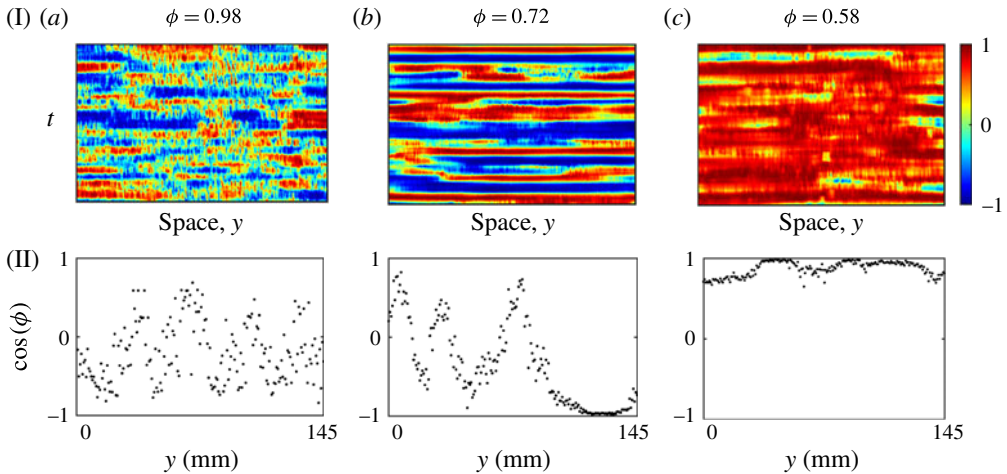 (I) (a) ϕ = 0.98 (b) ϕ = 0.72 (c) ϕ = 0.58
1
t
0
−1
Space, y Space, y Space, y
(II) 1 1 1
cos(ϕ) 0 0 0
−1 −1 −1
0 145 0 145 0 145
y (mm) y (mm) y (mm)